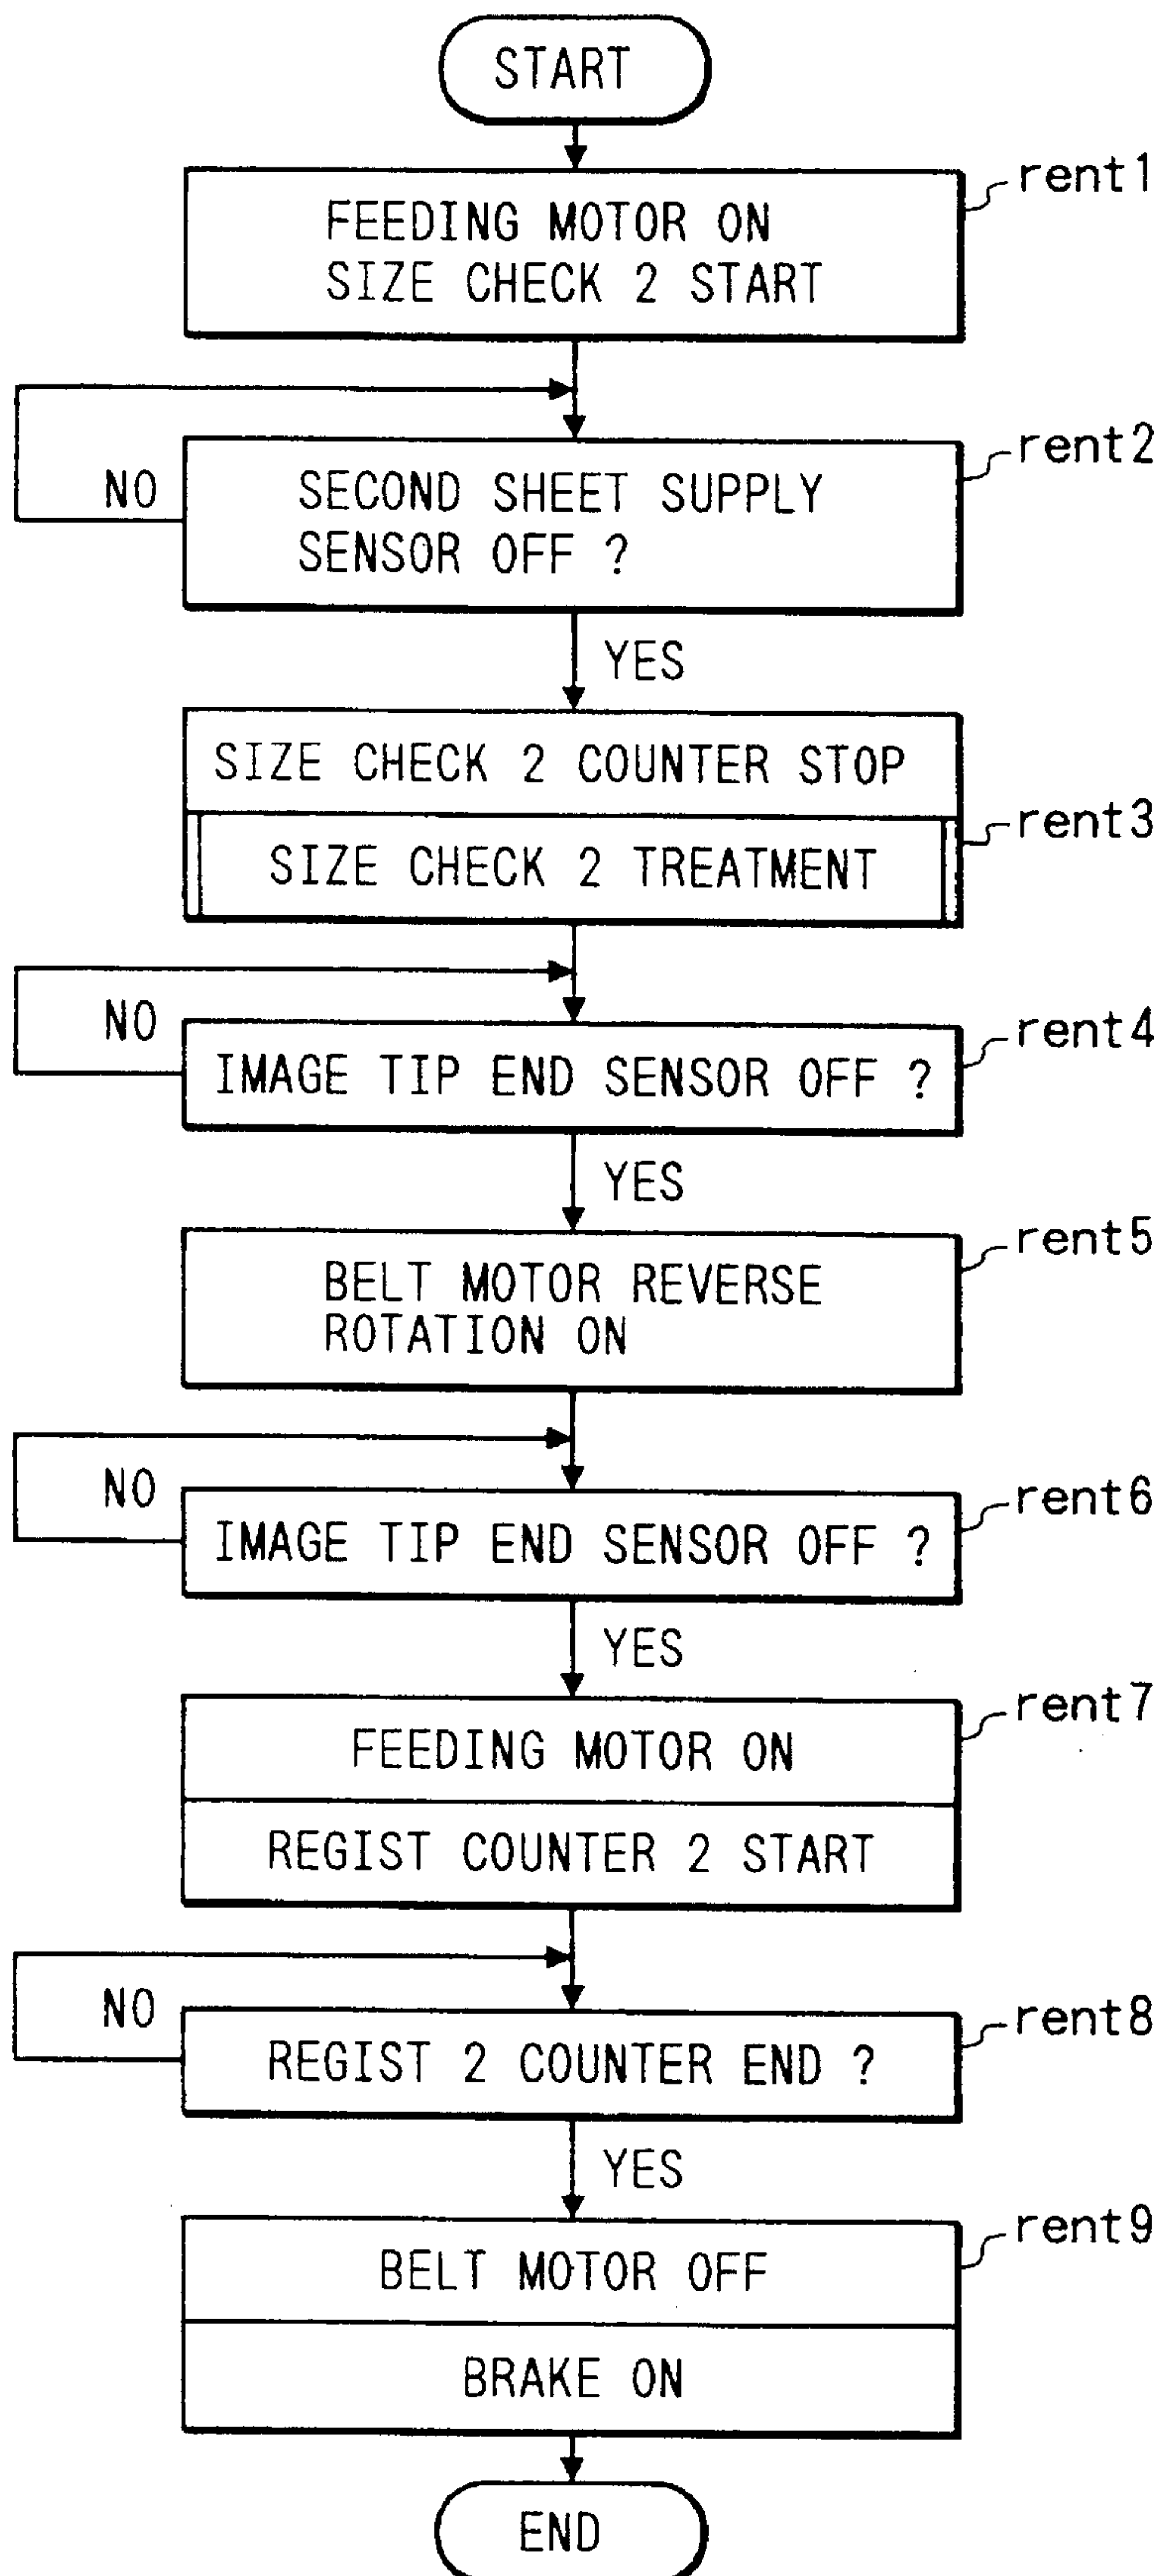 START
rent1
FEEDING MOTOR ON
SIZE CHECK 2 START
rent2
NO
SECOND SHEET SUPPLY
SENSOR OFF ?
YES
SIZE CHECK 2 COUNTER STOP
rent3
SIZE CHECK 2 TREATMENT
NO
rent4
IMAGE TIP END SENSOR OFF ?
YES
rent5
BELT MOTOR REVERSE
ROTATION ON
NO
rent6
IMAGE TIP END SENSOR OFF ?
YES
rent7
FEEDING MOTOR ON
REGIST COUNTER 2 START
NO
rent8
REGIST 2 COUNTER END ?
YES
rent9
BELT MOTOR OFF
BRAKE ON
END